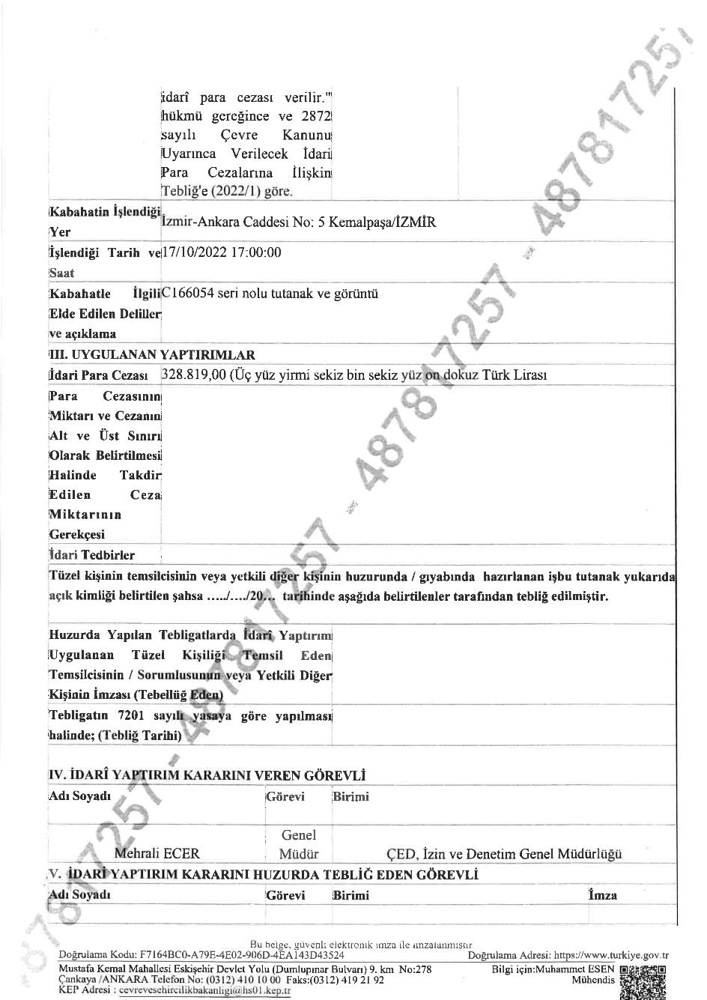 idarî para cezası verilir."'
hükmü gereğince ve 2872
sayılı Çevre Kanunu
Uyarınca Verilecek İdari
Para Cezalarına İlişkin
Tebliğ'e (2022/1) göre.
Kabahatin İşlendiği
Yer
İzmir-Ankara Caddesi No: 5 Kemalpaşa/İZMİR
İşlendiği Tarih ve
Saat
17/10/2022 17:00:00
Kabahatle İlgili
Elde Edilen Deliller
ve açıklama
C166054 seri nolu tutanak ve görüntü
III. UYGULANAN YAPTIRIMLAR
İdari Para Cezası 328.819,00 (Üç yüz yirmi sekiz bin sekiz yüz on dokuz Türk Lirası
Para Cezasının
Miktarı ve Cezanın
Alt ve Üst Sınırı
Olarak Belirtilmesi
Halinde Takdir
Edilen Ceza
Miktarının
Gerekçesi
İdari Tedbirler
Tüzel kişinin temsilcisinin veya yetkili diğer kişinin huzurunda / gıyabında hazırlanan işbu tutanak yukarıda
açık kimliği belirtilen şahsa …../…./20… tarihinde aşağıda belirtilenler tarafından tebliğ edilmiştir.
Huzurda Yapılan Tebligatlarda İdarî Yaptırım
Uygulanan Tüzel Kişiliği Temsil Eden
Temsilcisinin / Sorumlusunun veya Yetkili Diğer
Kişinin İmzası (Tebellüğ Eden)
Tebligatın 7201 sayılı yasaya göre yapılması
halinde; (Tebliğ Tarihi)
IV. İDARÎ YAPTIRIM KARARINI VEREN GÖREVLİ
Adı Soyadı Görevi Birimi
Mehrali ECER
Genel
Müdür
ÇED, İzin ve Denetim Genel Müdürlüğü
V. İDARİ YAPTIRIM KARARINI HUZURDA TEBLİĞ EDEN GÖREVLİ
Adı Soyadı Görevi Birimi İmza
Bu belge, güvenli elektronik imza ile imzalanmıştır
Doğrulama Kodu: F7164BC0-A79E-4E02-906D-4EA143D43524 Doğrulama Adresi: https://www.turkiye.gov.tr
Mustafa Kemal Mahallesi Eskişehir Devlet Yolu (Dumlupınar Bulvarı) 9. km No:278 Bilgi için:Muhammet ESEN
Çankaya /ANKARA Telefon No: (0312) 410 10 00 Faks:(0312) 419 21 92 Mühendis
KEP Adresi : cevrevesehircilikbakanligi@hs01.kep.tr
487817257 - 487817257 - 487817257 - 487817257